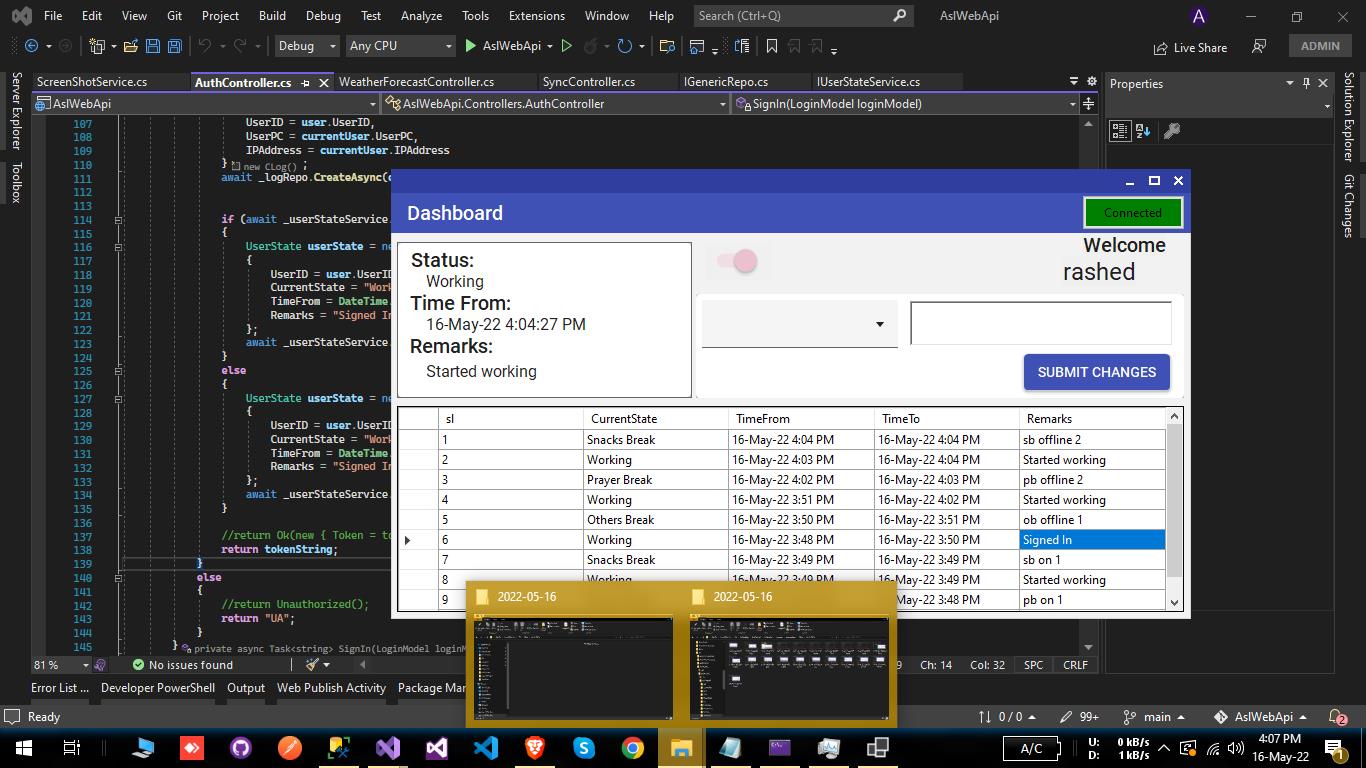 File Edit View Git Project Build Debug Test Analyze Tools Extensions Window Help Search (Ctrl+Q) AslWebApi A
Debug Any CPU AslWebApi Live Share ADMIN
ScreenShotService.cs AuthController.cs WeatherForecastController.cs SyncController.cs IGenericRepo.cs IUserStateService.cs
AslWebApi AslWebApi.Controllers.AuthController SignIn(LoginModel loginModel)
Server Explorer
Toolbox
Properties
Solution Explorer
Git Changes
107 UserID = user.UserID,
108 UserPC = currentUser.UserPC,
109 IPAddress = currentUser.IPAddress
110 } new CLog() ;
111 await _logRepo.CreateAsync(
112
113
114 if (await _userStateService.
115 {
116 UserState userState = ne
117 {
118 UserID = user.UserID
119 CurrentState = "Work
120 TimeFrom = DateTime.
121 Remarks = "Signed In
122 };
123 await _userStateService.
124 }
125 else
126 {
127 UserState userState = ne
128 {
129 UserID = user.UserID
130 CurrentState = "Work
131 TimeFrom = DateTime.
132 Remarks = "Signed In
133 };
134 await _userStateService.
135 }
136
137 //return Ok(new { Token = to
138 return tokenString;
139 }
140 else
141 {
142 //return Unauthorized();
143 return "UA";
144 }
145 } private async Task<string> SignIn(LoginModel loginM
Dashboard
Connected
Status:
Working
Time From:
16-May-22 4:04:27 PM
Remarks:
Started working
Welcome
rashed
SUBMIT CHANGES
sl CurrentState TimeFrom TimeTo Remarks
1 Snacks Break 16-May-22 4:04 PM 16-May-22 4:04 PM sb offline 2
2 Working 16-May-22 4:03 PM 16-May-22 4:04 PM Started working
3 Prayer Break 16-May-22 4:02 PM 16-May-22 4:03 PM pb offline 2
4 Working 16-May-22 3:51 PM 16-May-22 4:02 PM Started working
5 Others Break 16-May-22 3:50 PM 16-May-22 3:51 PM ob offline 1
6 Working 16-May-22 3:48 PM 16-May-22 3:50 PM Signed In
7 Snacks Break 16-May-22 3:49 PM 16-May-22 3:49 PM sb on 1
8 Working 16-May-22 3:49 PM 16-May-22 3:49 PM Started working
9 16-May-22 3:48 PM pb on 1
2022-05-16 2022-05-16
81 % No issues found 9 Ch: 14 Col: 32 SPC CRLF
Error List ... Developer PowerShell Output Web Publish Activity Package Mar
Ready 0 / 0 99+ main AslWebApi 2
A/C U: 0 kB/s
D: 1 kB/s
4:07 PM
16-May-22 1